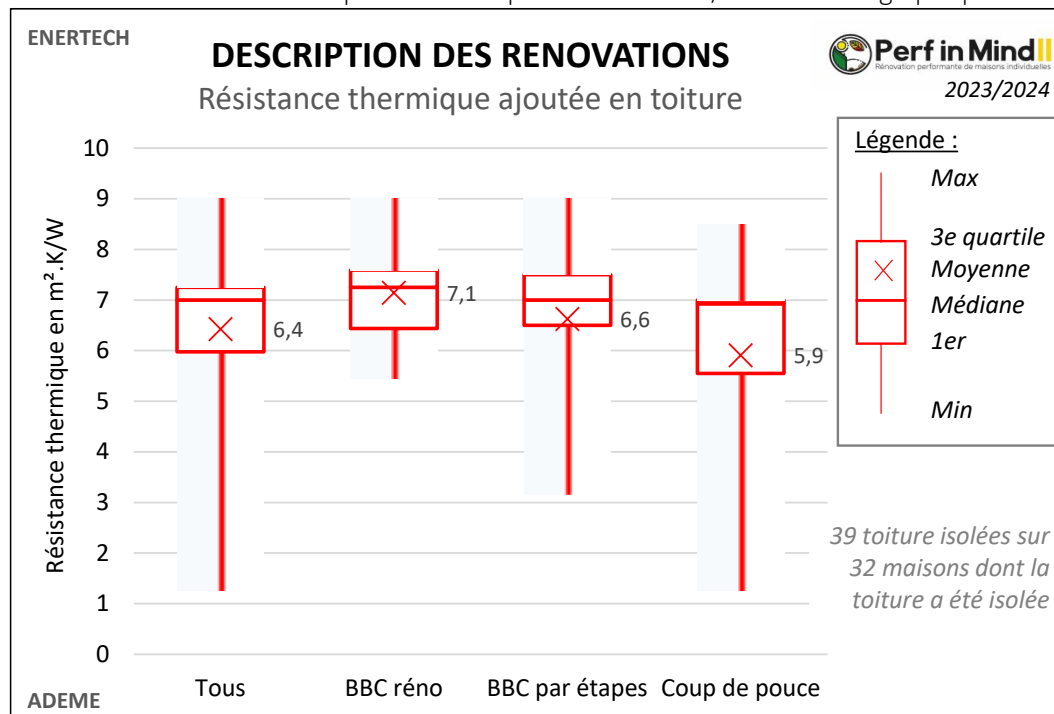 ENERTECH
DESCRIPTION DES RENOVATIONS
Résistance thermique ajoutée en toiture
Perf in Mind II
Rénovation performante de maisons individuelles
2023/2024
Légende :
Max
3e quartile
Moyenne
Médiane
1er
Min
Résistance thermique en m².K/W
10
9
8
7
6
5
4
3
2
1
0
6,4
7,1
6,6
5,9
Tous
BBC réno
BBC par étapes
Coup de pouce
39 toiture isolées sur
32 maisons dont la
toiture a été isolée
ADEME